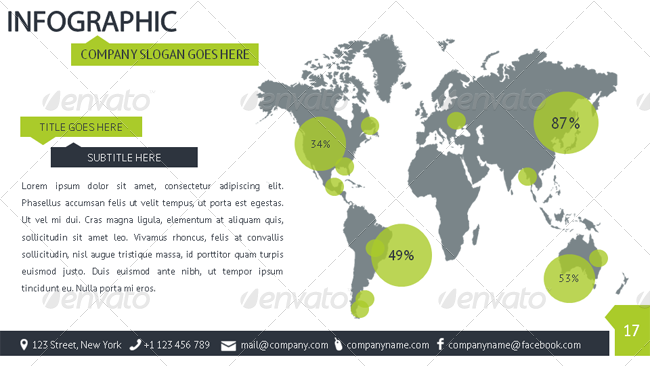 INFOGRAPHIC
COMPANY SLOGAN GOES HERE
TITLE GOES HERE
SUBTITLE HERE
Lorem ipsum dolor sit amet, consectetur adipiscing elit.
Phasellus accumsan felis ut velit tempus, ut porta est egestas.
Ut vel mi dui. Cras magna ligula, elementum at aliquam quis,
sollicitudin sit amet leo. Vivamus rhoncus, felis at convallis
sollicitudin, nisl augue tristique massa, id porttitor quam turpis
euismod justo. Duis euismod ante nibh, ut tempor ipsum
tincidunt eu. Nulla porta mi eros.
34%
87%
49%
53%
envato
envato
envato
envato
envato
envato
17
123 Street, New York +1 123 456 789 mail@company.com companyname.com companyname@facebook.com